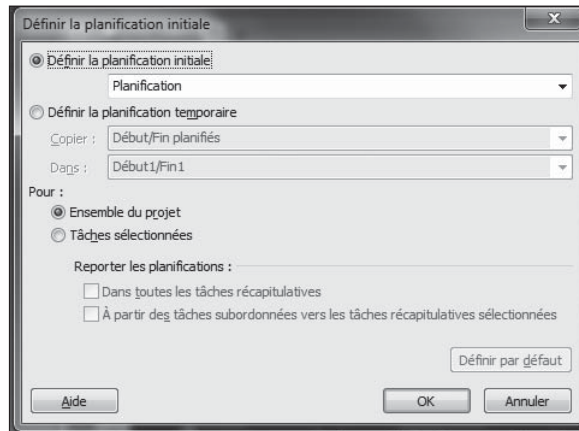 Définir la planification initiale
x
Définir la planification initiale
Planification
Définir la planification temporaire
Copier : Début/Fin planifiés
Dans : Début1/Fin1
Pour :
Ensemble du projet
Tâches sélectionnées
Reporter les planifications :
Dans toutes les tâches récapitulatives
À partir des tâches subordonnées vers les tâches récapitulatives sélectionnées
Définir par défaut
Aide OK Annuler